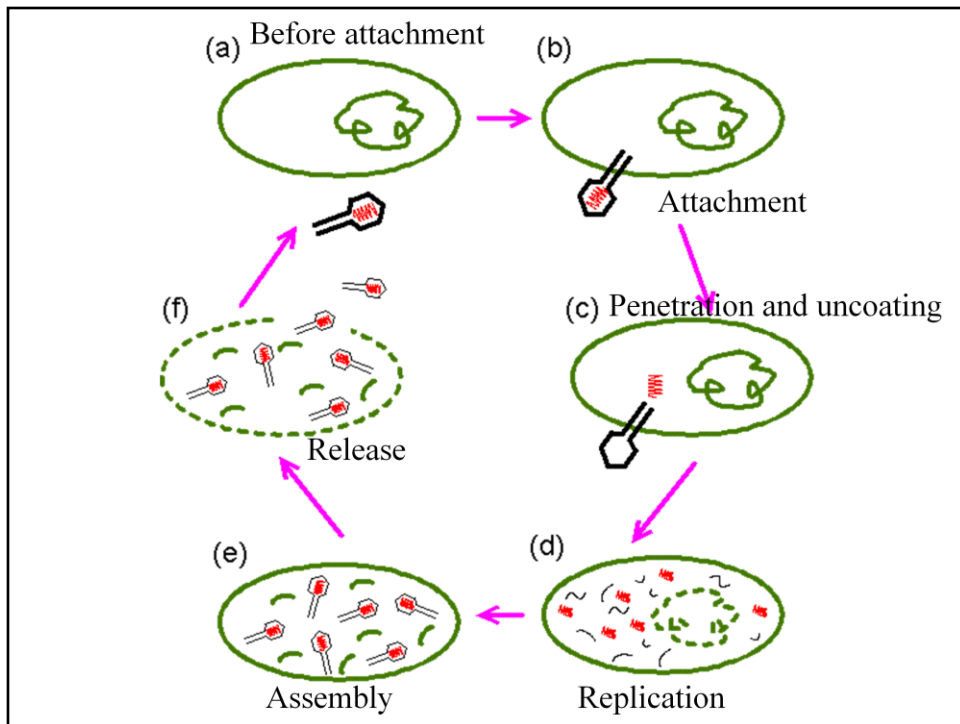 (a) Before attachment
(b)
Attachment
(c) Penetration and uncoating
(d)
Replication
(e)
Assembly
(f)
Release